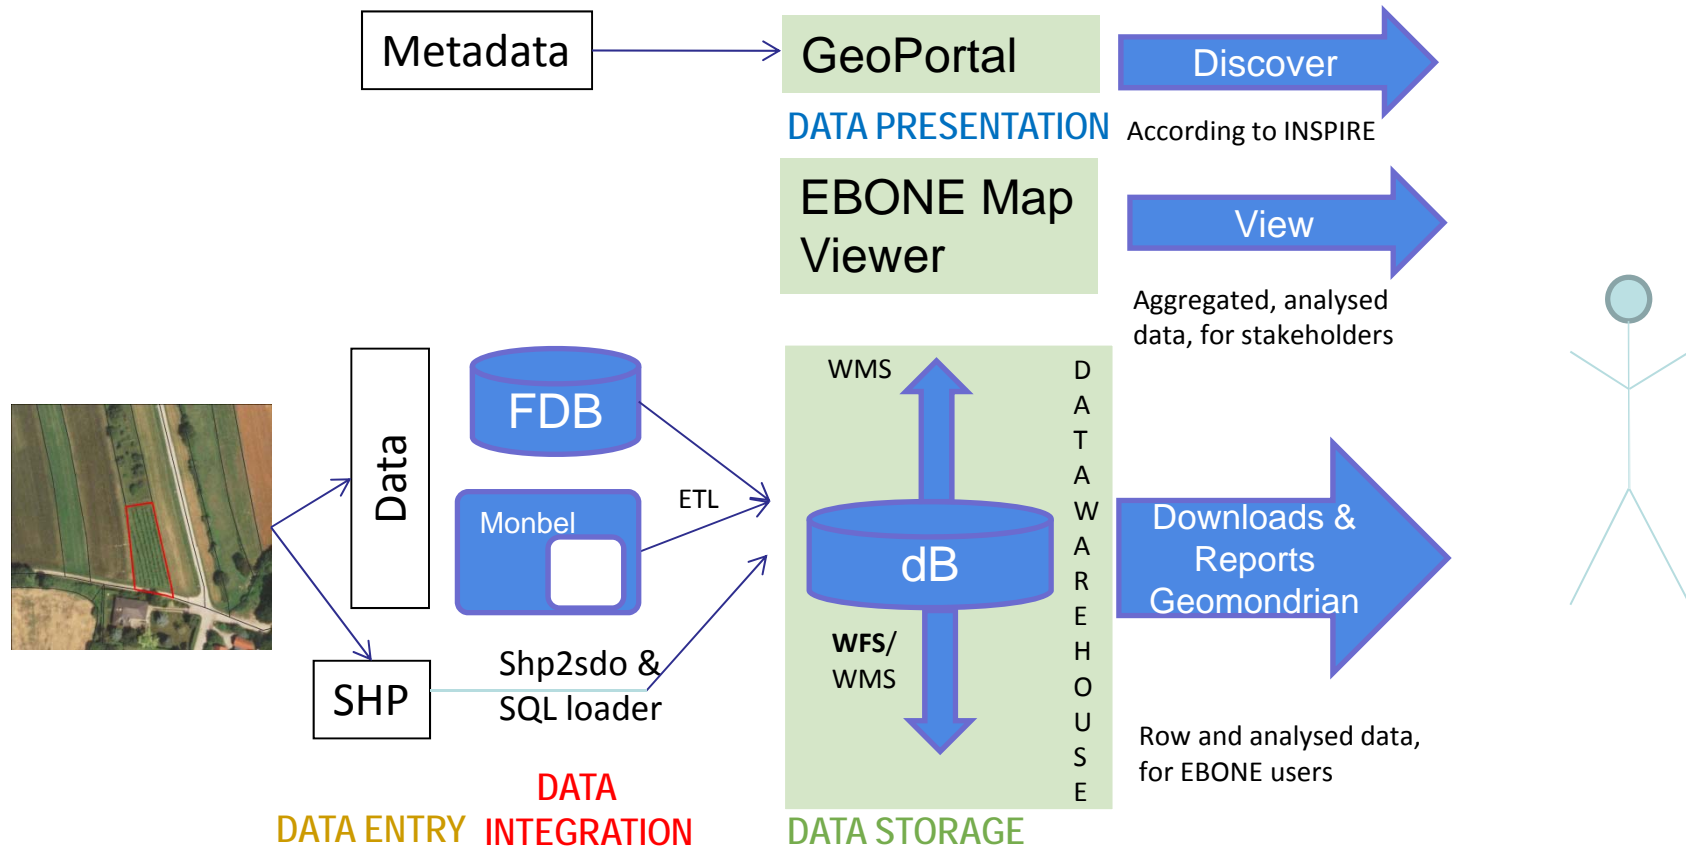 Metadata
GeoPortal
Discover
DATA PRESENTATION
According to INSPIRE
EBONE Map
Viewer
View
Aggregated, analysed
data, for stakeholders
Data
FDB
Monbel
ETL
SHP
Shp2sdo &
SQL loader
WMS
dB
WFS/
WMS
DATAWAREHOUSE
Downloads &
Reports
Geomondrian
Row and analysed data,
for EBONE users
DATA ENTRY
DATA
INTEGRATION
DATA STORAGE